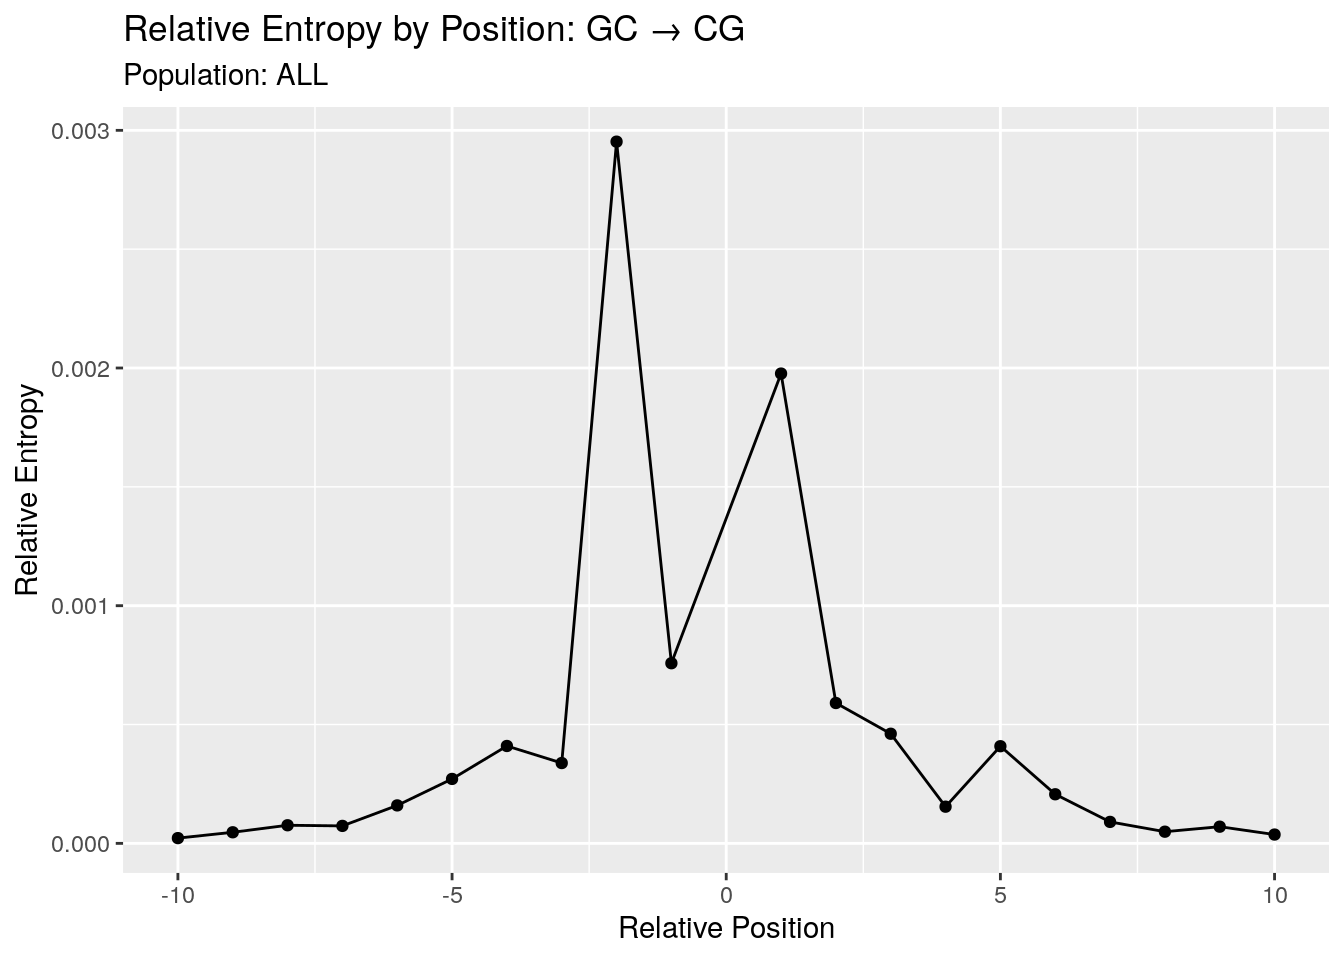 Relative Entropy by Position: GC → CG
Population: ALL
0.003
0.002
0.001
0.000
Relative Entropy
-10
-5
0
5
10
Relative Position